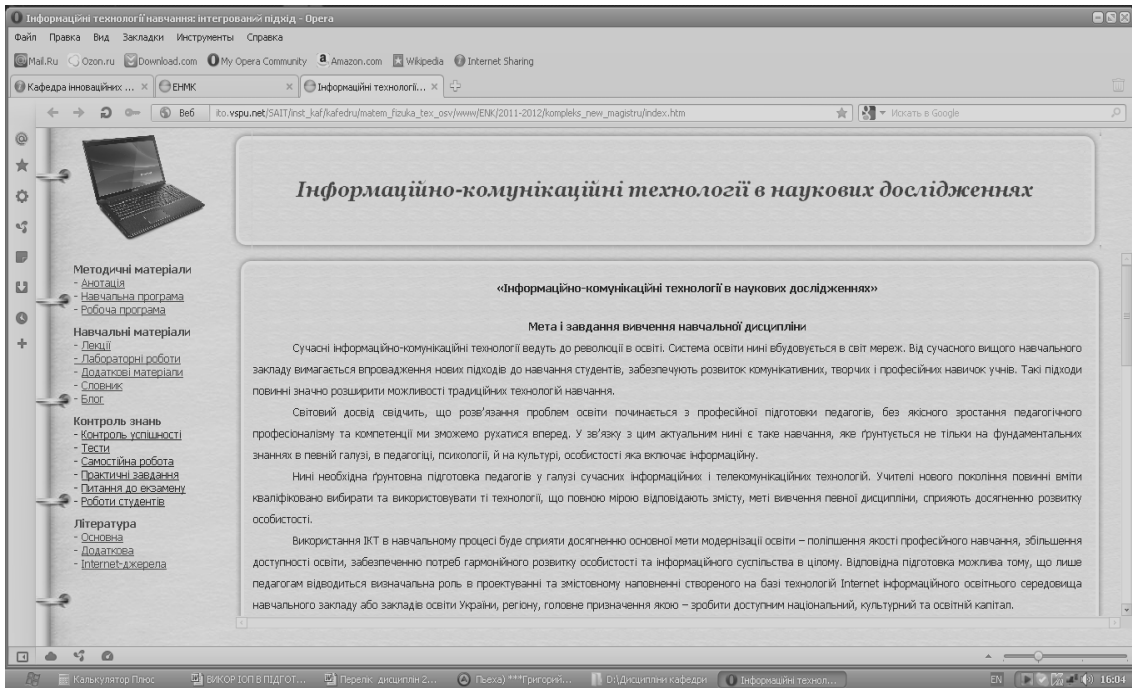 Інформаційні технології навчання: інтегрований підхід - Opera
Файл Правка Вид Закладки Инструменты Справка
Mail.Ru Ozon.ru Download.com My Opera Community Amazon.com Wikipedia Internet Sharing
Кафедра інноваційних ... ЕНМК Інформаційні технології...
Веб ito.vspu.net/SAIT/inst_kaf/kafedru/matem_fizuka_tex_osv/www/ENK/2011-2012/kompleks_new_magistru/index.htm Искать в Google
Інформаційно-комунікаційні технології в наукових дослідженнях
Методичні матеріали
- Анотація
- Навчальна програма
- Робоча програма
Навчальні матеріали
- Лекції
- Лабораторні роботи
- Додаткові матеріали
- Словник
- Блог
Контроль знань
- Контроль успішності
- Тести
- Самостійна робота
- Практичні завдання
- Питання до екзамену
- Роботи студентів
Література
- Основна
- Додаткова
- Internet-джерела
«Інформаційно-комунікаційні технології в наукових дослідженнях»
Мета і завдання вивчення навчальної дисципліни
Сучасні інформаційно-комунікаційні технології ведуть до революції в освіті. Система освіти нині вбудовується в світ мереж. Від сучасного вищого навчального
закладу вимагається впровадження нових підходів до навчання студентів, забезпечують розвиток комунікативних, творчих і професійних навичок учнів. Такі підходи
повинні значно розширити можливості традиційних технологій навчання.
Світовий досвід свідчить, що розв'язання проблем освіти починається з професійної підготовки педагогів, без якісного зростання педагогічного
професіоналізму та компетенції ми зможемо рухатися вперед. У зв'язку з цим актуальним нині є таке навчання, яке ґрунтується не тільки на фундаментальних
знаннях в певній галузі, в педагогіці, психології, й на культурі, особистості яка включає інформаційну.
Нині необхідна ґрунтовна підготовка педагогів у галузі сучасних інформаційних і телекомунікаційних технологій. Учителі нового покоління повинні вміти
кваліфіковано вибирати та використовувати ті технології, що повною мірою відповідають змісту, меті вивчення певної дисципліни, сприяють досягненню розвитку
особистості.
Використання ІКТ в навчальному процесі буде сприяти досягненню основної мети модернізації освіти – поліпшення якості професійного навчання, збільшення
доступності освіти, забезпеченню потреб гармонійного розвитку особистості та інформаційного суспільства в цілому. Відповідна підготовка можлива тому, що лише
педагогам відводиться визначальна роль в проектуванні та змістовному наповненні створеного на базі технологій Internet інформаційного освітнього середовища
навчального закладу або закладів освіти України, регіону, головне призначення якою – зробити доступним національний, культурний та освітній капітал.
Калькулятор Плюс ВИКОР ІОП В ПІДГОТ... Перелік дисциплін 2... Пьеха) ***Григорий... D:\Дисципліни кафедри Інформаційні технол... EN 16:04